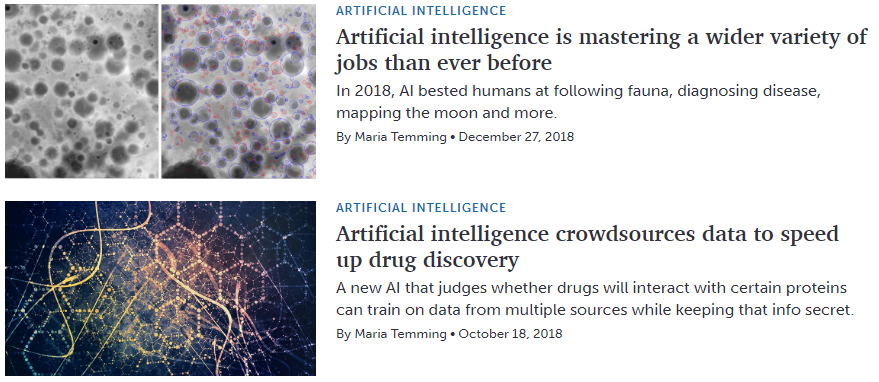 ARTIFICIAL INTELLIGENCE
Artificial intelligence is mastering a wider variety of
jobs than ever before
In 2018, AI bested humans at following fauna, diagnosing disease,
mapping the moon and more.
By Maria Temming • December 27, 2018
ARTIFICIAL INTELLIGENCE
Artificial intelligence crowdsources data to speed
up drug discovery
A new AI that judges whether drugs will interact with certain proteins
can train on data from multiple sources while keeping that info secret.
By Maria Temming • October 18, 2018